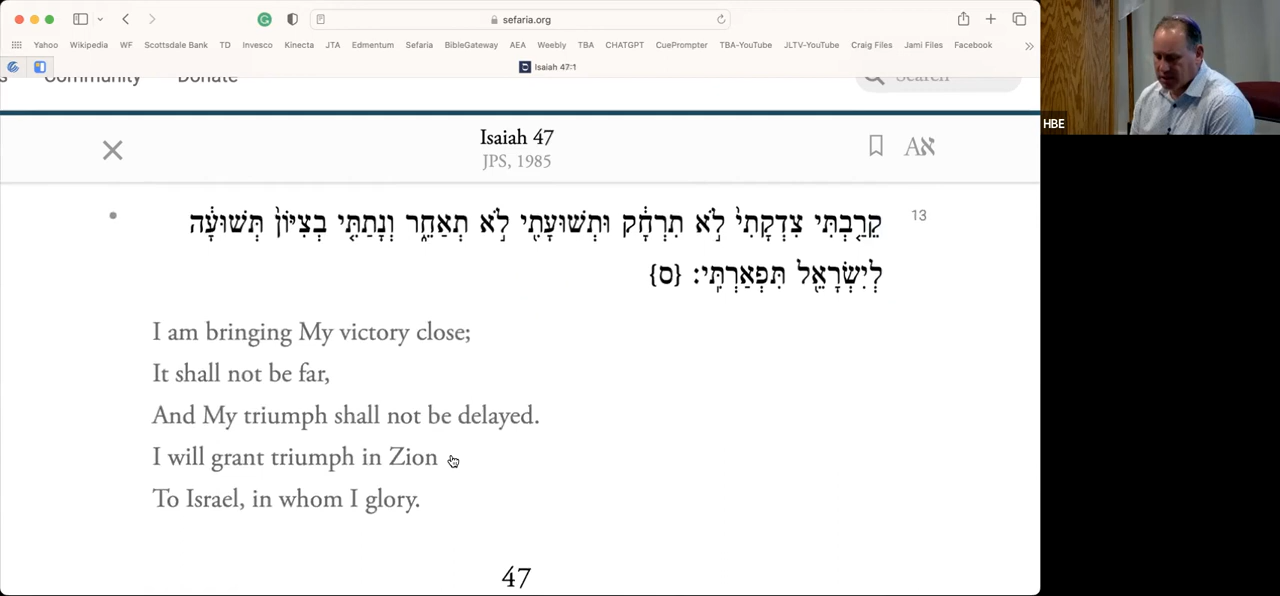 sefaria.org
Yahoo Wikipedia WF Scottsdale Bank TD Invesco Kinecta JTA Edmentum Sefaria BibleGateway AEA Weebly TBA CHATGPT CuePrompter TBA-YouTube JLTV-YouTube Craig Files Jami Files Facebook
Isaiah 47:1
Community Donate Search
Isaiah 47
JPS, 1985
Aא
13
קֵרַ֤בְתִּי צִדְקָתִי֙ לֹ֣א תִרְחָ֔ק וּתְשׁוּעָתִ֖י לֹ֣א תְאַחֵ֑ר וְנָתַתִּ֤י בְצִיּוֹן֙ תְּשׁוּעָ֔ה
לְיִשְׂרָאֵ֖ל תִּפְאַרְתִּֽי׃ {ס}
I am bringing My victory close;
It shall not be far,
And My triumph shall not be delayed.
I will grant triumph in Zion
To Israel, in whom I glory.
47
HBE